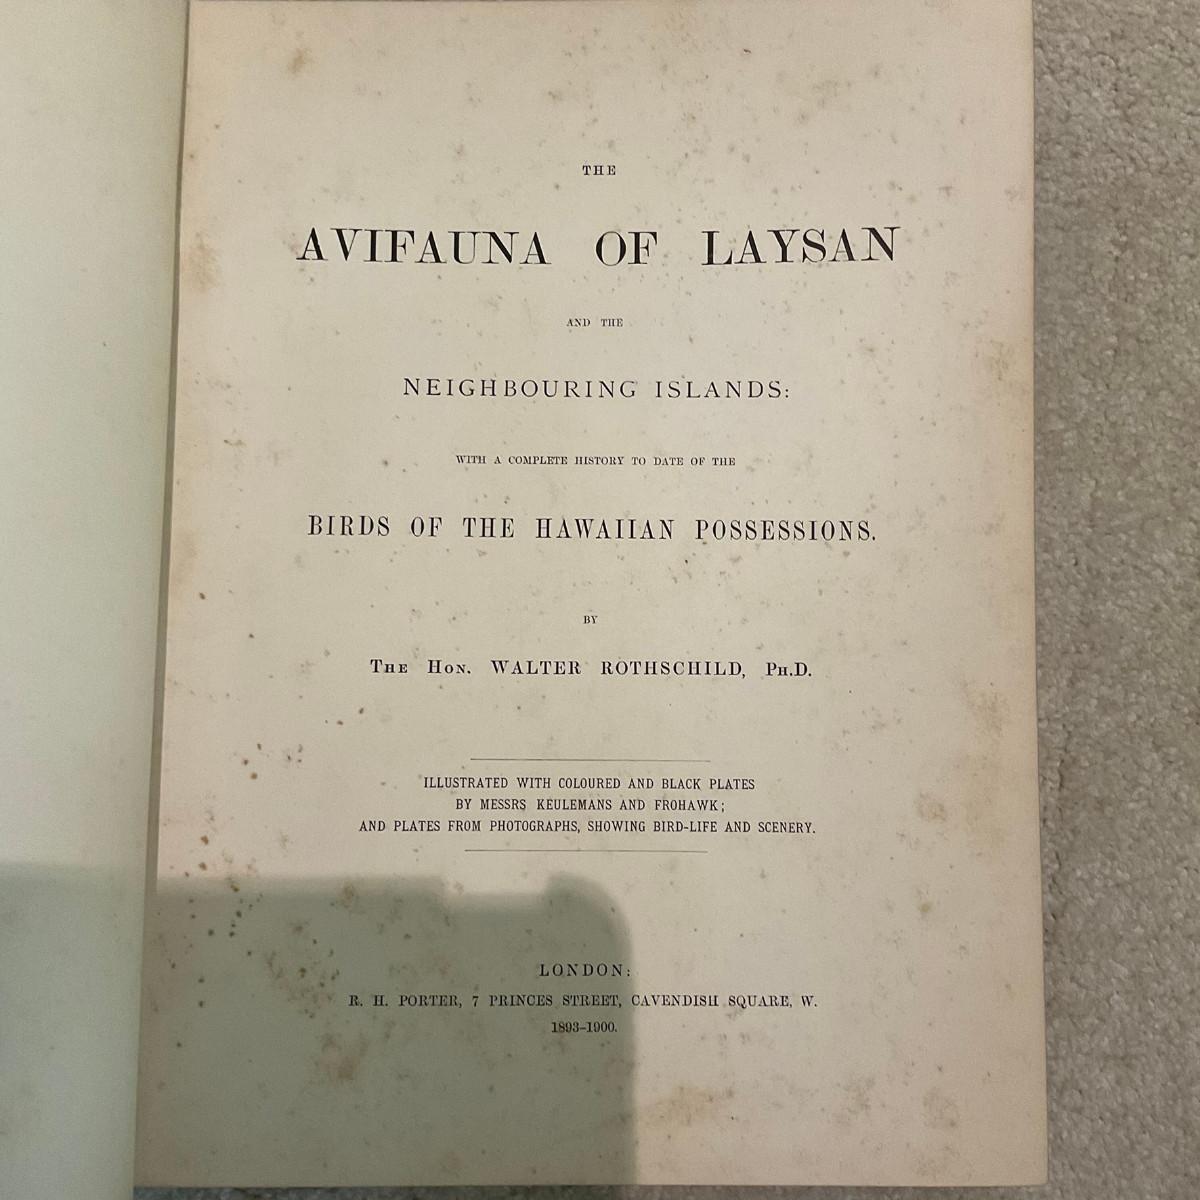 THE
AVIFAUNA OF LAYSAN
AND THE
NEIGHBOURING ISLANDS:
WITH A COMPLETE HISTORY TO DATE OF THE
BIRDS OF THE HAWAIIAN POSSESSIONS.
BY
THE HON. WALTER ROTHSCHILD, PH.D.
ILLUSTRATED WITH COLOURED AND BLACK PLATES
BY MESSRS KEULEMANS AND FROHAWK;
AND PLATES FROM PHOTOGRAPHS, SHOWING BIRD-LIFE AND SCENERY.
LONDON:
R. H. PORTER, 7 PRINCES STREET, CAVENDISH SQUARE, W.
1893–1900.